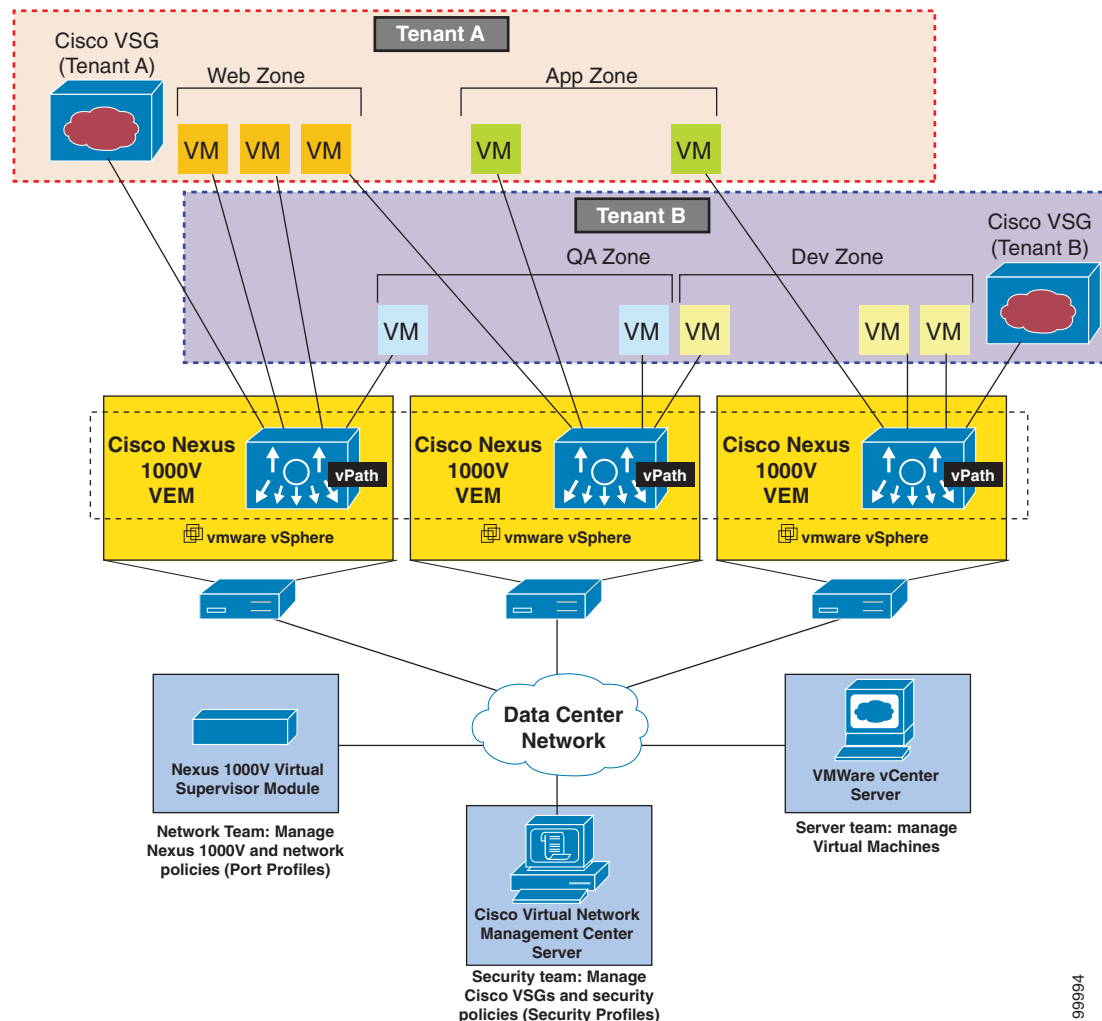 Tenant A
Cisco VSG
(Tenant A)
Web Zone
App Zone
VM
VM
VM
VM
VM
Tenant B
Cisco VSG
(Tenant B)
QA Zone
Dev Zone
VM
VM
VM
VM
VM
Cisco Nexus
1000V
VEM
vPath
vmware vSphere
Cisco Nexus
1000V
VEM
vPath
vmware vSphere
Cisco Nexus
1000V
VEM
vPath
vmware vSphere
Data Center
Network
Nexus 1000V Virtual
Supervisor Module
Network Team: Manage
Nexus 1000V and network
policies (Port Profiles)
VMWare vCenter
Server
Server team: manage
Virtual Machines
Cisco Virtual Network
Management Center
Server
Security team: Manage
Cisco VSGs and security
policies (Security Profiles)
99994